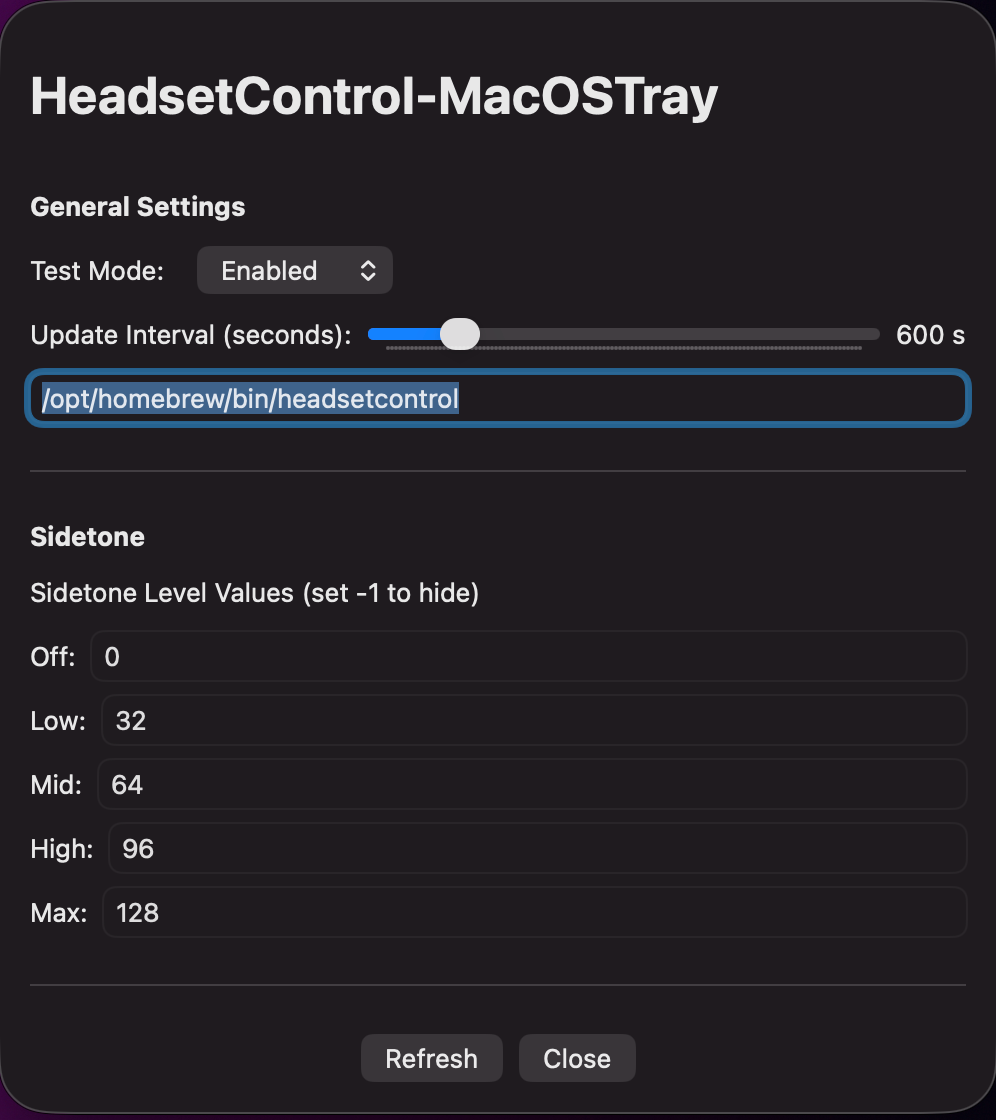 HeadsetControl-MacOSTray
General Settings
Test Mode: Enabled
Update Interval (seconds): 600 s
/opt/homebrew/bin/headsetcontrol
Sidetone
Sidetone Level Values (set -1 to hide)
Off: 0
Low: 32
Mid: 64
High: 96
Max: 128
Refresh Close